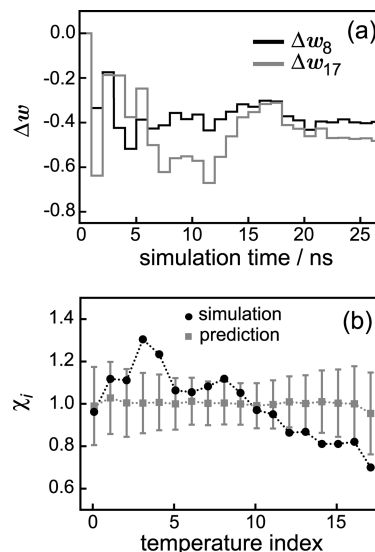 (a)
0.0
-0.2
-0.4
-0.6
-0.8
Δw
Δw8
Δw17
0 5 10 15 20 25
simulation time / ns
(b)
1.4
1.2
1.0
0.8
0.6
χi
simulation
prediction
0 5 10 15
temperature index